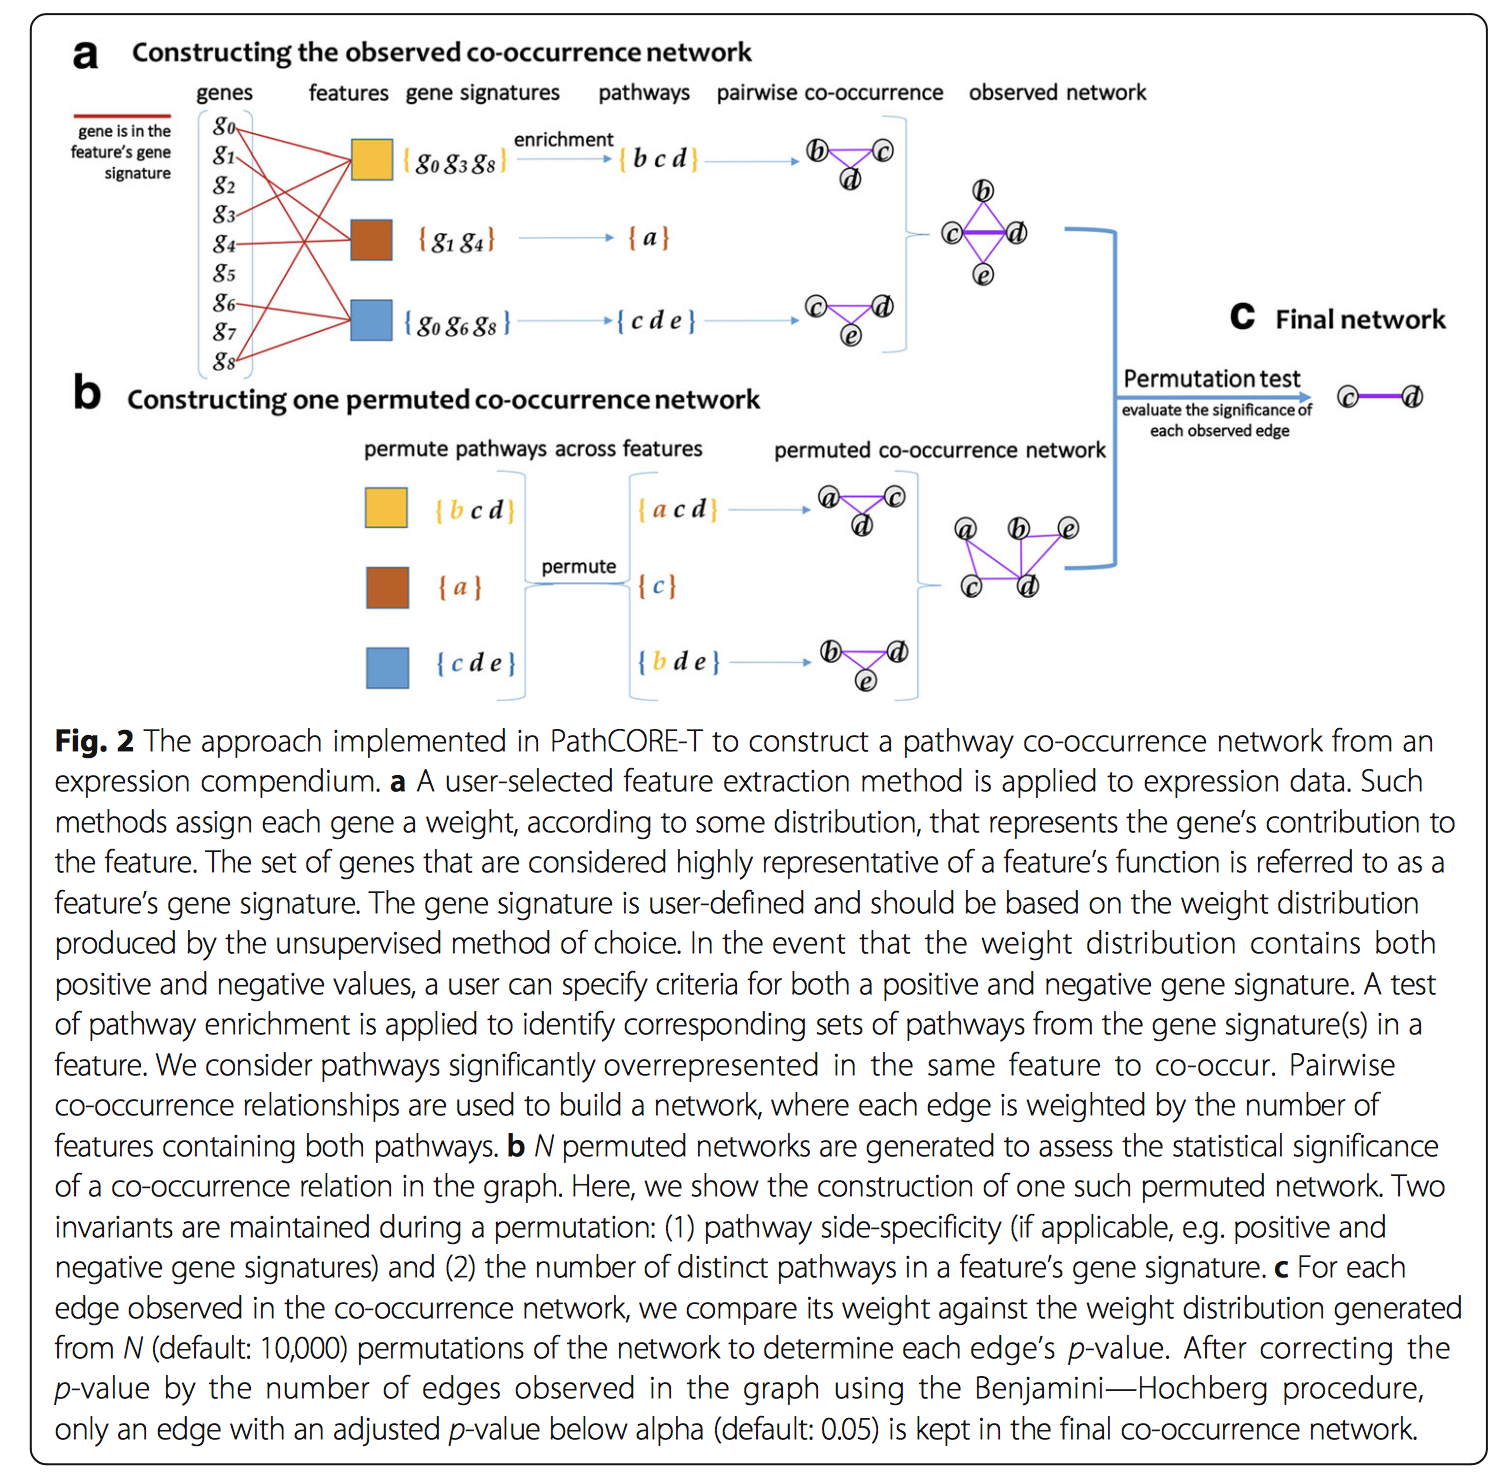 a Constructing the observed co-occurrence network
genes features gene signatures pathways pairwise co-occurrence observed network
gene is in the
feature's gene
signature
g0
g1
g2
g3
g4
g5
g6
g7
g8
{ g0 g3 g8 } enrichment { b c d } b c d
{ g1 g4 } { a }
{ g0 g6 g8 } { c d e } c d e
b c d e
b Constructing one permuted co-occurrence network
permute pathways across features permuted co-occurrence network
{ b c d } { a c d } a c d
{ a } permute { c }
{ c d e } { b d e } b d e
a b e c d
c Final network
Permutation test
evaluate the significance of
each observed edge
c d
Fig. 2 The approach implemented in PathCORE-T to construct a pathway co-occurrence network from an
expression compendium. a A user-selected feature extraction method is applied to expression data. Such
methods assign each gene a weight, according to some distribution, that represents the gene's contribution to
the feature. The set of genes that are considered highly representative of a feature's function is referred to as a
feature's gene signature. The gene signature is user-defined and should be based on the weight distribution
produced by the unsupervised method of choice. In the event that the weight distribution contains both
positive and negative values, a user can specify criteria for both a positive and negative gene signature. A test
of pathway enrichment is applied to identify corresponding sets of pathways from the gene signature(s) in a
feature. We consider pathways significantly overrepresented in the same feature to co-occur. Pairwise
co-occurrence relationships are used to build a network, where each edge is weighted by the number of
features containing both pathways. b N permuted networks are generated to assess the statistical significance
of a co-occurrence relation in the graph. Here, we show the construction of one such permuted network. Two
invariants are maintained during a permutation: (1) pathway side-specificity (if applicable, e.g. positive and
negative gene signatures) and (2) the number of distinct pathways in a feature's gene signature. c For each
edge observed in the co-occurrence network, we compare its weight against the weight distribution generated
from N (default: 10,000) permutations of the network to determine each edge's p-value. After correcting the
p-value by the number of edges observed in the graph using the Benjamini—Hochberg procedure,
only an edge with an adjusted p-value below alpha (default: 0.05) is kept in the final co-occurrence network.